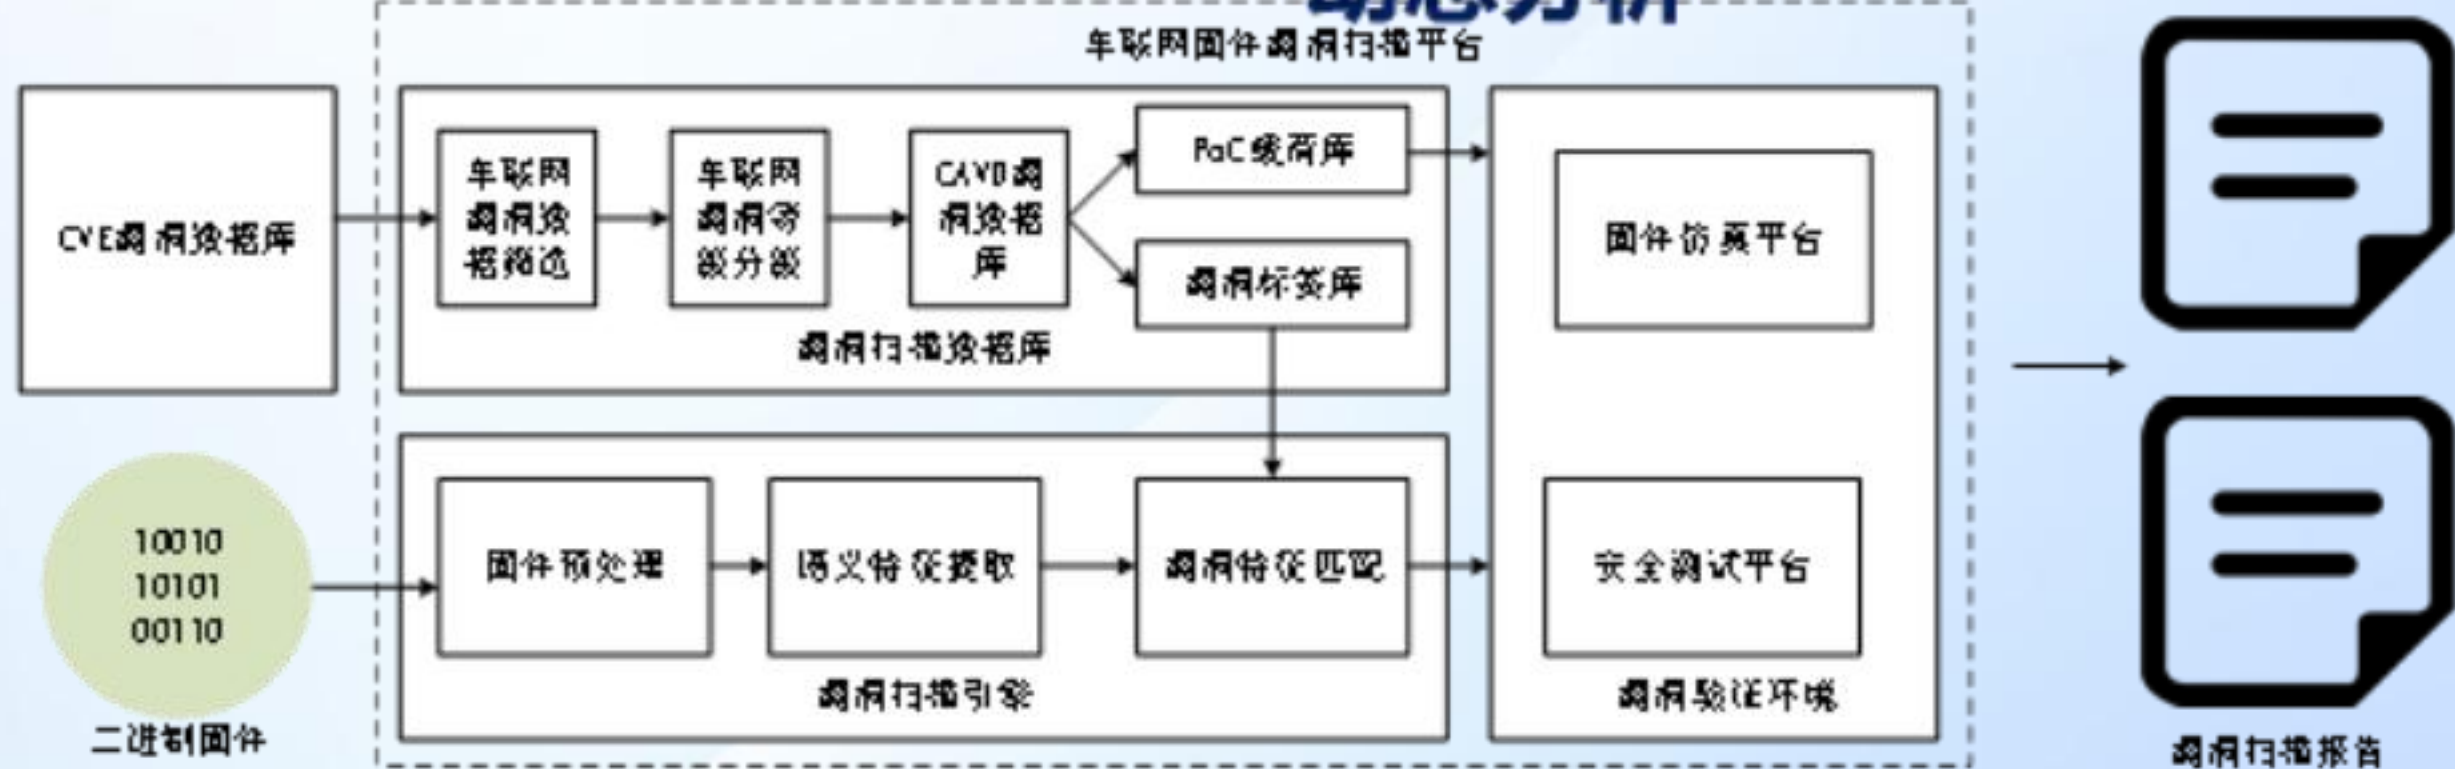 动态分析
车联网固件漏洞扫描平台
CVE漏洞数据库
车联网
漏洞数
据筛选
车联网
漏洞等
级分级
CAVD漏
洞数据
库
PoC载荷库
漏洞标签库
漏洞扫描数据库
固件仿真平台
10010
10101
00110
二进制固件
固件预处理
语义特征提取
漏洞特征匹配
漏洞扫描引擎
安全测试平台
漏洞验证环境
漏洞扫描报告